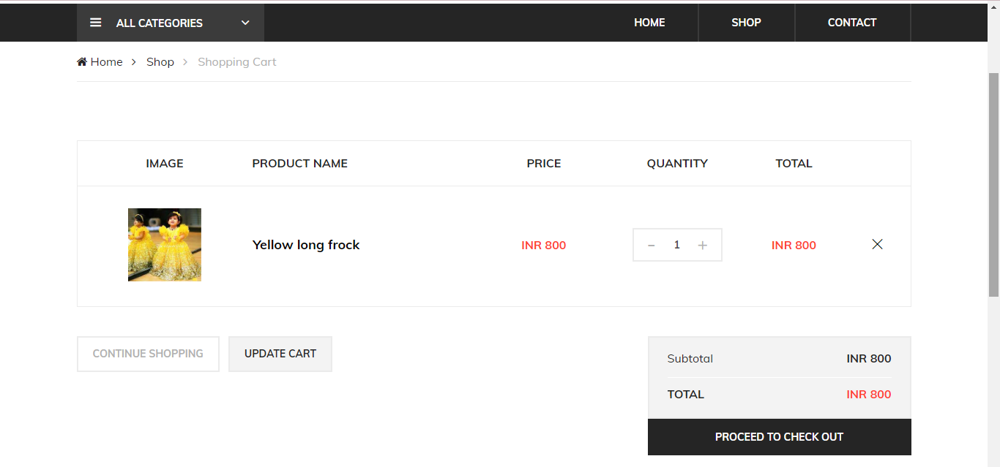 ALL CATEGORIES HOME SHOP CONTACT
Home > Shop > Shopping Cart
IMAGE PRODUCT NAME PRICE QUANTITY TOTAL
Yellow long frock INR 800 − 1 + INR 800
CONTINUE SHOPPING UPDATE CART
Subtotal INR 800
TOTAL INR 800
PROCEED TO CHECK OUT